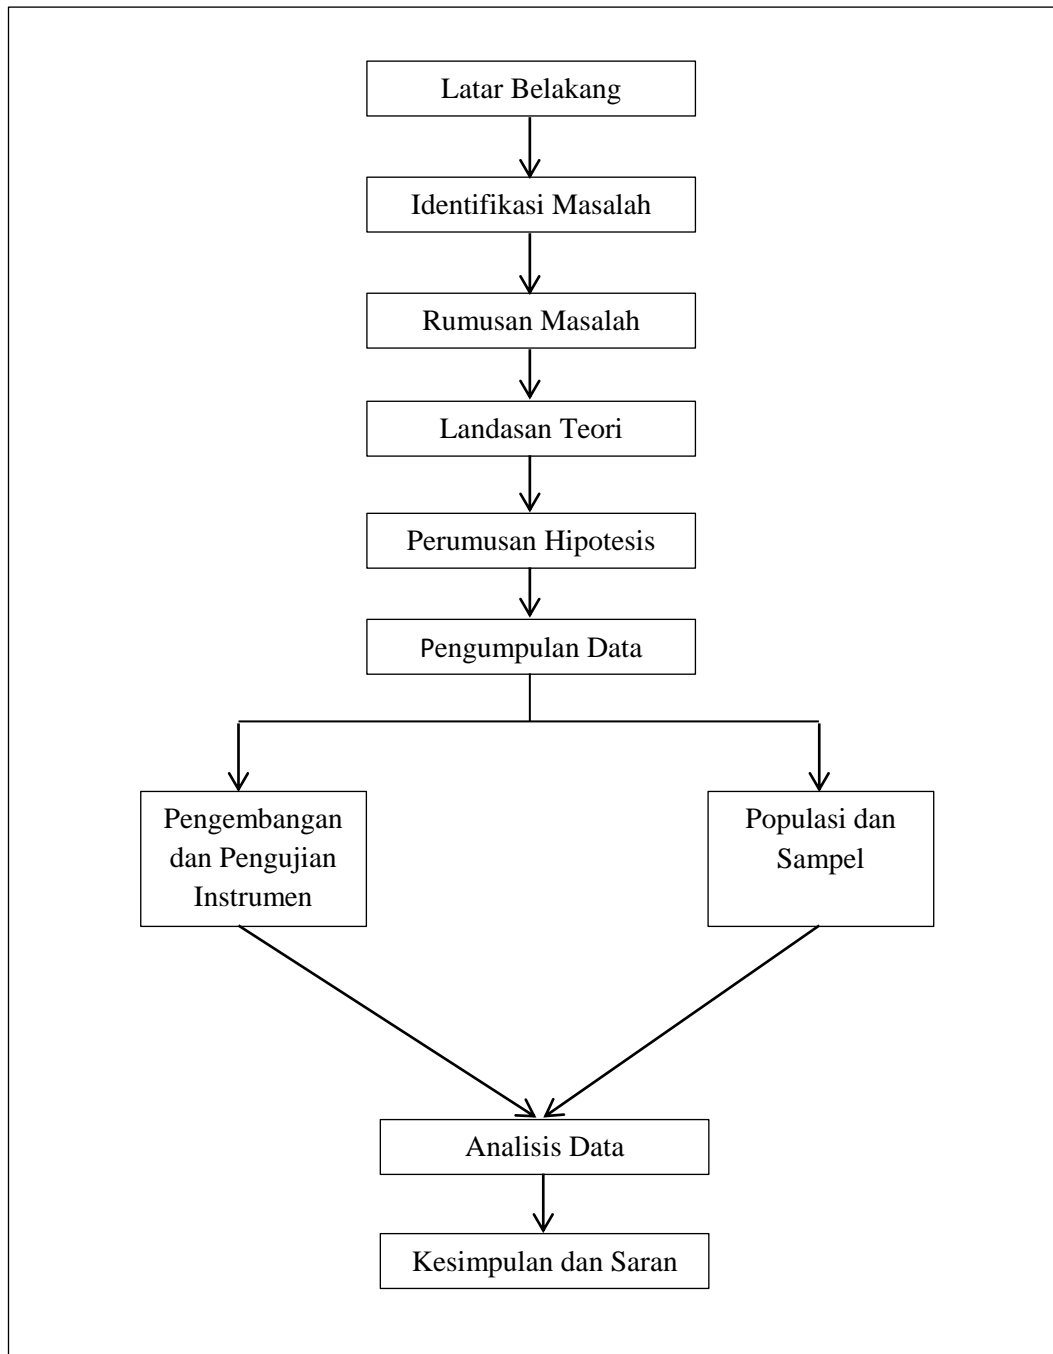 Latar Belakang
Identifikasi Masalah
Rumusan Masalah
Landasan Teori
Perumusan Hipotesis
Pengumpulan Data
Pengembangan
dan Pengujian
Instrumen
Populasi dan
Sampel
Analisis Data
Kesimpulan dan Saran